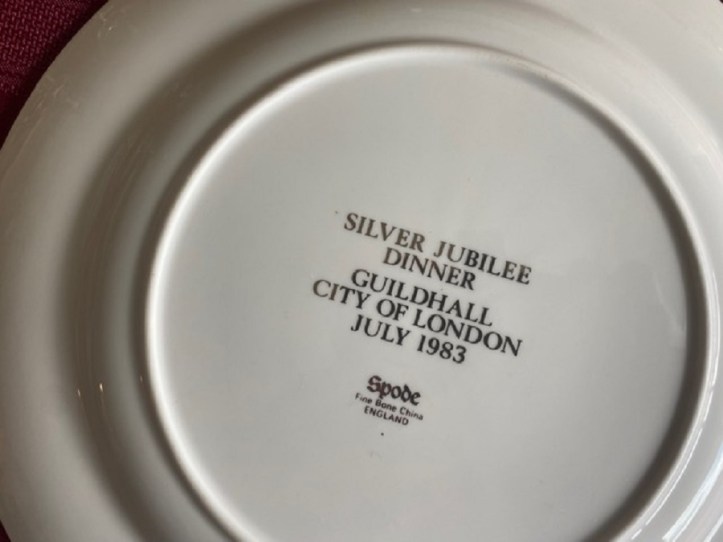 SILVER JUBILEE
DINNER
GUILDHALL
CITY OF LONDON
JULY 1983
Spode
Fine Bone China
ENGLAND